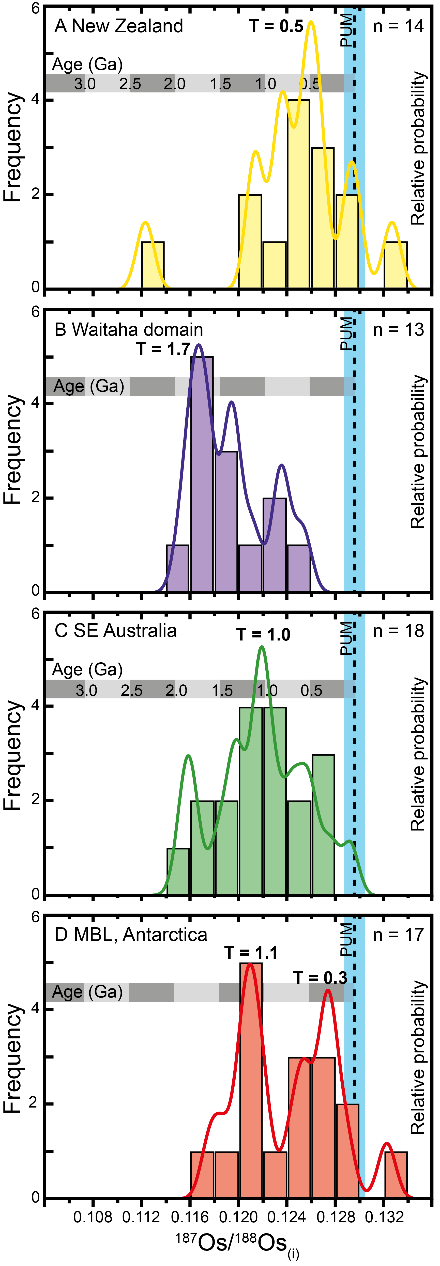 A New Zealand T = 0.5 PUM n = 14
Age (Ga)
3.0 2.5 2.0 1.5 1.0 0.5
Frequency
Relative probability
6
4
2
0
B Waitaha domain PUM n = 13
T = 1.7
Age (Ga)
Frequency
Relative probability
6
4
2
0
C SE Australia T = 1.0 PUM n = 18
Age (Ga)
3.0 2.5 2.0 1.5 1.0 0.5
Frequency
Relative probability
6
4
2
0
D MBL, Antarctica PUM n = 17
T = 1.1
T = 0.3
Age (Ga)
Frequency
Relative probability
6
4
2
0
0.108 0.112 0.116 0.120 0.124 0.128 0.132
¹⁸⁷Os/¹⁸⁸Os₍ᵢ₎